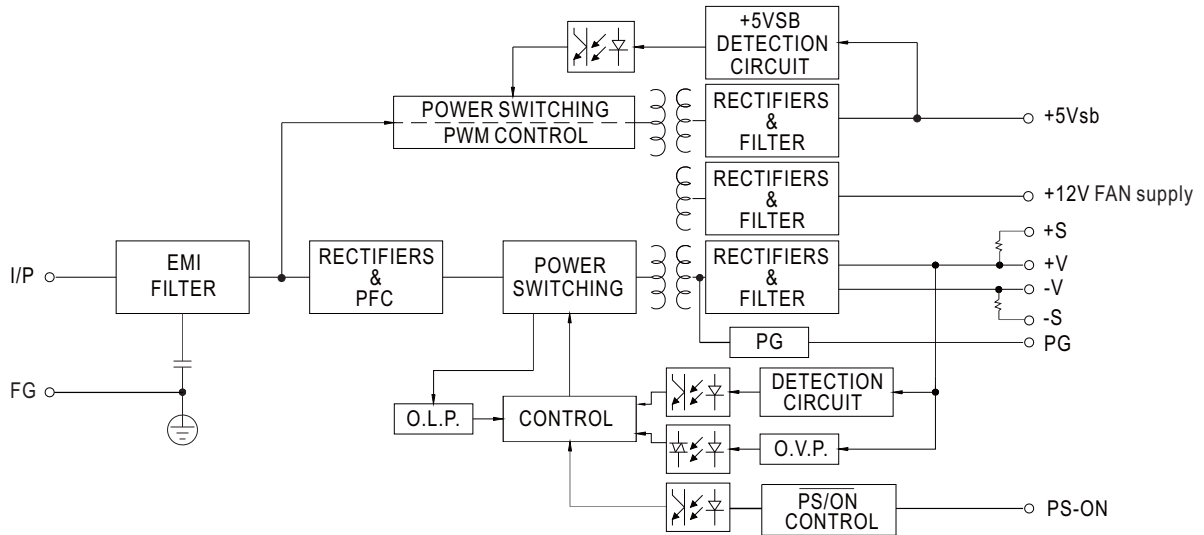 +5VSB
DETECTION
CIRCUIT
POWER SWITCHING
PWM CONTROL
RECTIFIERS
&
FILTER
+5Vsb
RECTIFIERS
&
FILTER
+12V FAN supply
I/P
EMI
FILTER
RECTIFIERS
&
PFC
POWER
SWITCHING
RECTIFIERS
&
FILTER
+S
+V
-V
-S
PG
PG
FG
O.L.P.
CONTROL
DETECTION
CIRCUIT
O.V.P.
PS/ON
CONTROL
PS-ON